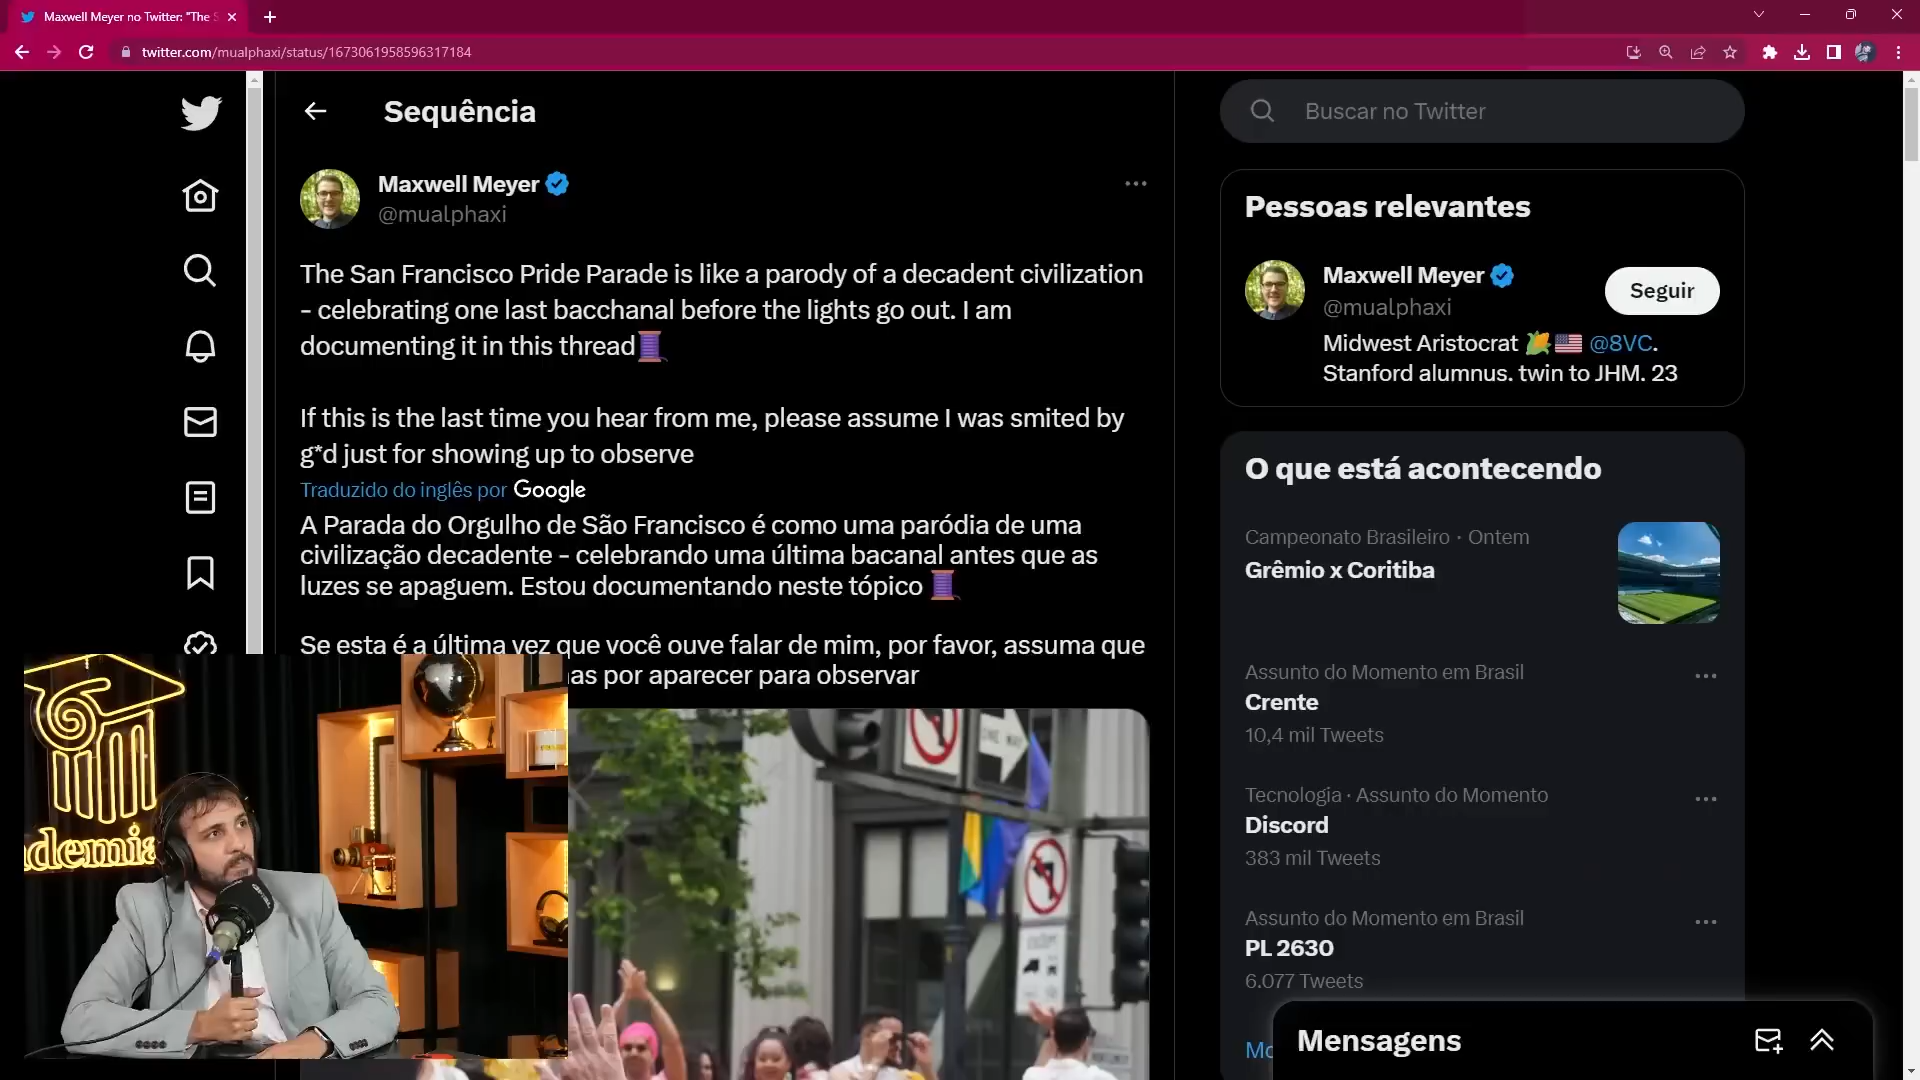 Maxwell Meyer no Twitter: "The S
twitter.com/mualphaxi/status/1673061958596317184
Sequência
Maxwell Meyer
@mualphaxi
The San Francisco Pride Parade is like a parody of a decadent civilization
- celebrating one last bacchanal before the lights go out. I am
documenting it in this thread🧵
If this is the last time you hear from me, please assume I was smited by
g*d just for showing up to observe
Traduzido do inglês por Google
A Parada do Orgulho de São Francisco é como uma paródia de uma
civilização decadente - celebrando uma última bacanal antes que as
luzes se apaguem. Estou documentando neste tópico 🧵
Se esta é a última vez que você ouve falar de mim, por favor, assuma que
as por aparecer para observar
demia
Buscar no Twitter
Pessoas relevantes
Maxwell Meyer
@mualphaxi
Seguir
Midwest Aristocrat 🌽🇺🇸 @8VC.
Stanford alumnus. twin to JHM. 23
O que está acontecendo
Campeonato Brasileiro · Ontem
Grêmio x Coritiba
Assunto do Momento em Brasil
Crente
10,4 mil Tweets
Tecnologia · Assunto do Momento
Discord
383 mil Tweets
Assunto do Momento em Brasil
PL 2630
6.077 Tweets
Mo
Mensagens